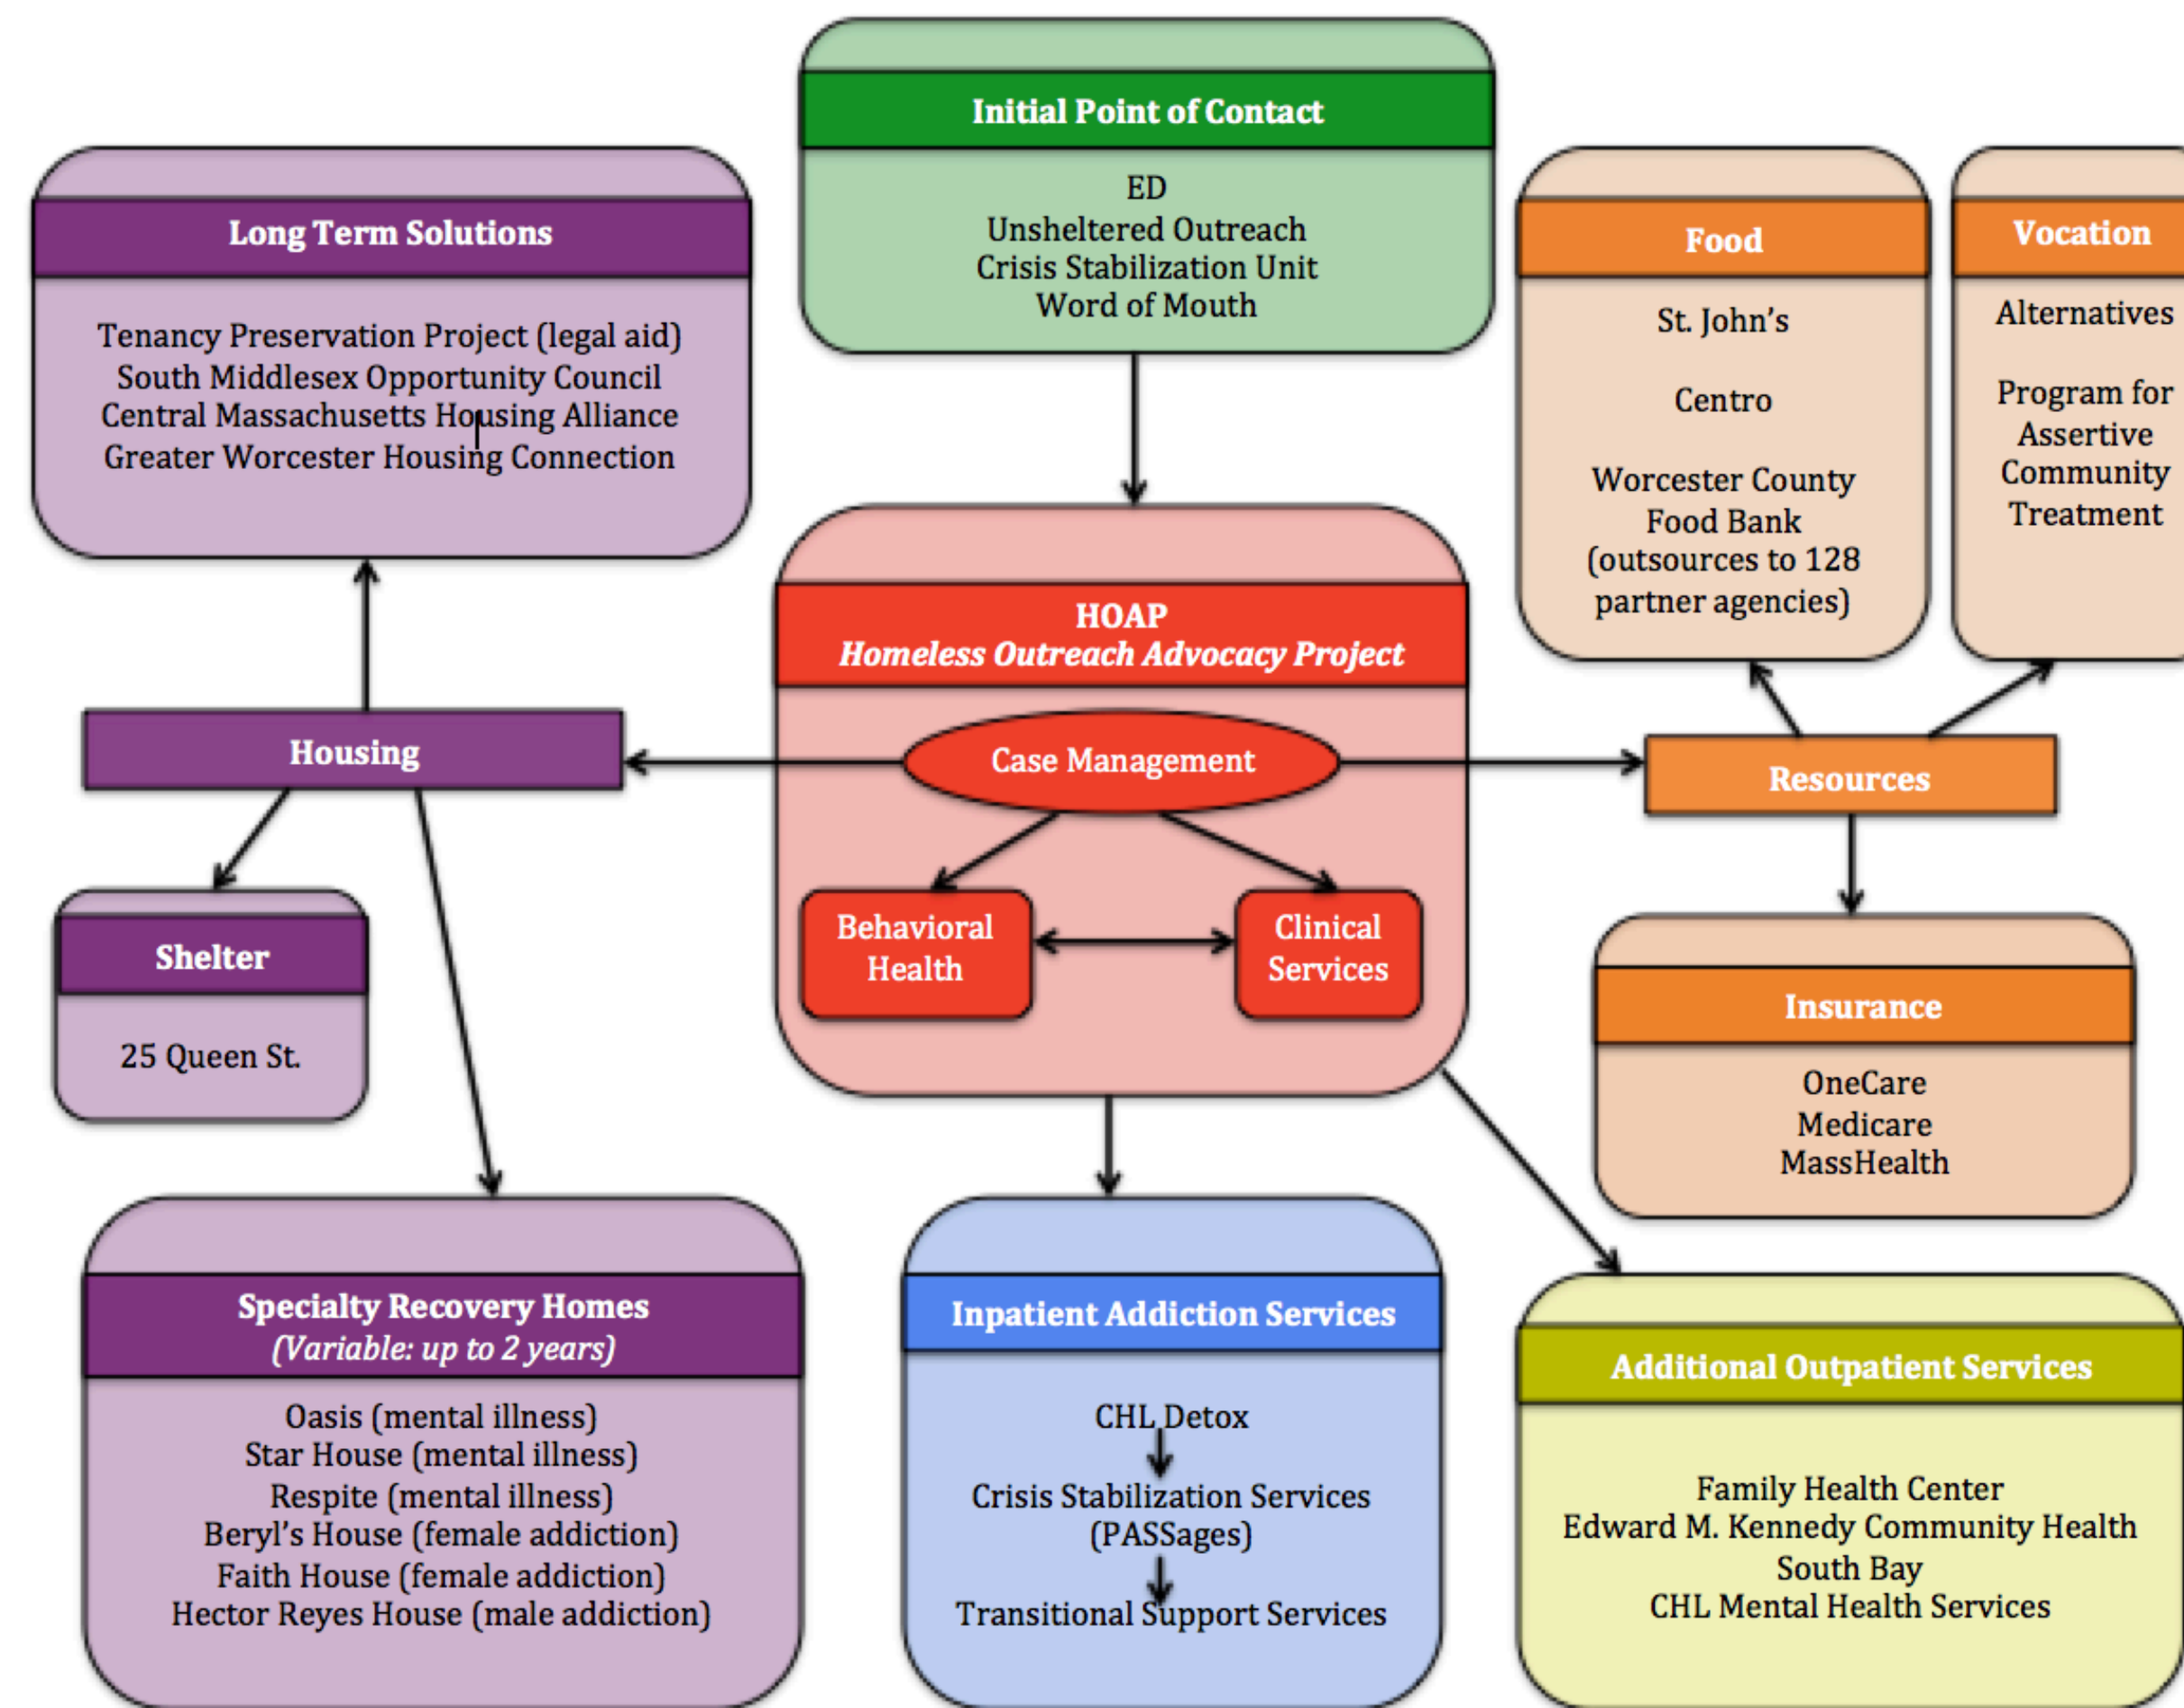 Initial Point of Contact
ED
Unsheltered Outreach
Crisis Stabilization Unit
Word of Mouth
Long Term Solutions
Tenancy Preservation Project (legal aid)
South Middlesex Opportunity Council
Central Massachusetts Housing Alliance
Greater Worcester Housing Connection
Food
St. John’s
Centro
Worcester County
Food Bank
(outsources to 128
partner agencies)
Vocation
Alternatives
Program for
Assertive
Community
Treatment
HOAP
Homeless Outreach Advocacy Project
Case Management
Behavioral
Health
Clinical
Services
Housing
Resources
Shelter
25 Queen St.
Insurance
OneCare
Medicare
MassHealth
Specialty Recovery Homes
(Variable: up to 2 years)
Oasis (mental illness)
Star House (mental illness)
Respite (mental illness)
Beryl’s House (female addiction)
Faith House (female addiction)
Hector Reyes House (male addiction)
Inpatient Addiction Services
CHL Detox
Crisis Stabilization Services
(PASSages)
Transitional Support Services
Additional Outpatient Services
Family Health Center
Edward M. Kennedy Community Health
South Bay
CHL Mental Health Services